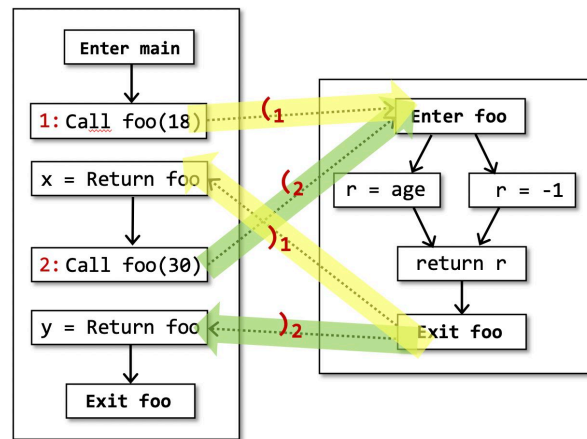 Enter main
1: Call foo(18)
x = Return foo
2: Call foo(30)
y = Return foo
Exit foo
(1
(2
)1
)2
Enter foo
r = age
r = -1
return r
Exit foo